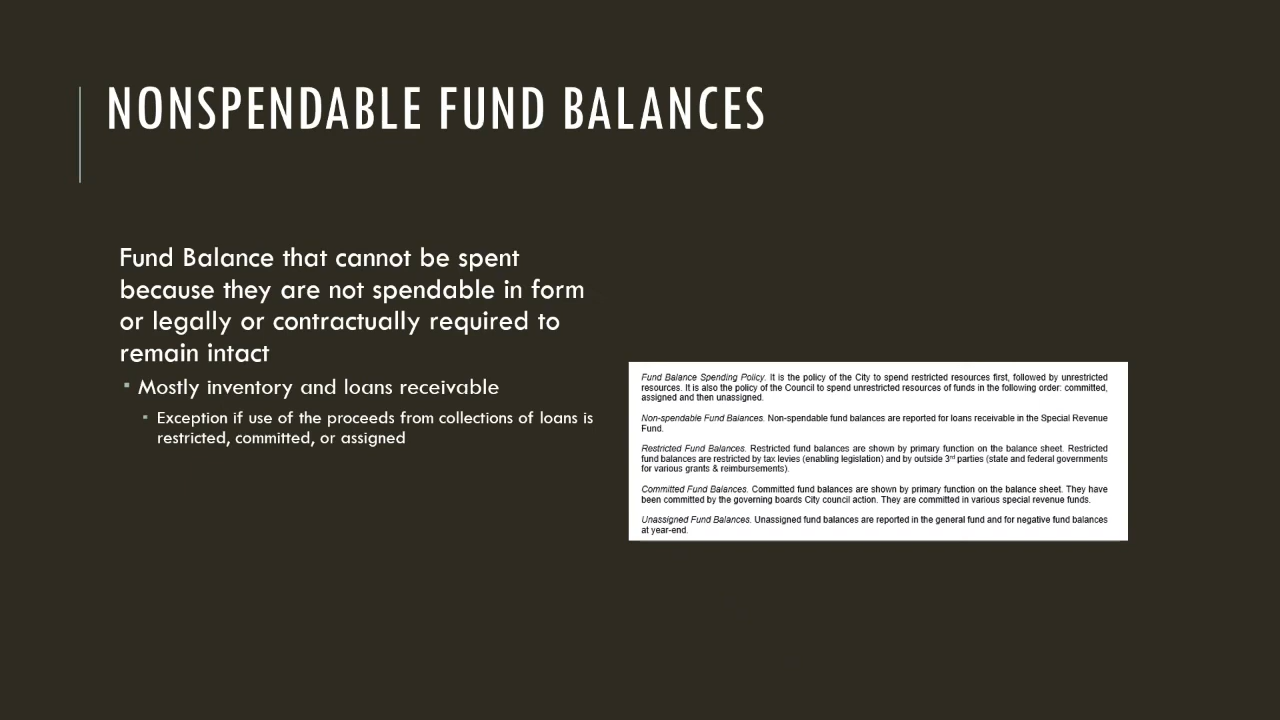 NONSPENDABLE FUND BALANCES
Fund Balance that cannot be spent
because they are not spendable in form
or legally or contractually required to
remain intact
▪ Mostly inventory and loans receivable
▪ Exception if use of the proceeds from collections of loans is
restricted, committed, or assigned
Fund Balance Spending Policy. It is the policy of the City to spend restricted resources first, followed by unrestricted
resources. It is also the policy of the Council to spend unrestricted resources of funds in the following order: committed,
assigned and then unassigned.
Non-spendable Fund Balances. Non-spendable fund balances are reported for loans receivable in the Special Revenue
Fund.
Restricted Fund Balances. Restricted fund balances are shown by primary function on the balance sheet. Restricted
fund balances are restricted by tax levies (enabling legislation) and by outside 3rd parties (state and federal governments
for various grants & reimbursements).
Committed Fund Balances. Committed fund balances are shown by primary function on the balance sheet. They have
been committed by the governing boards City council action. They are committed in various special revenue funds.
Unassigned Fund Balances. Unassigned fund balances are reported in the general fund and for negative fund balances
at year-end.